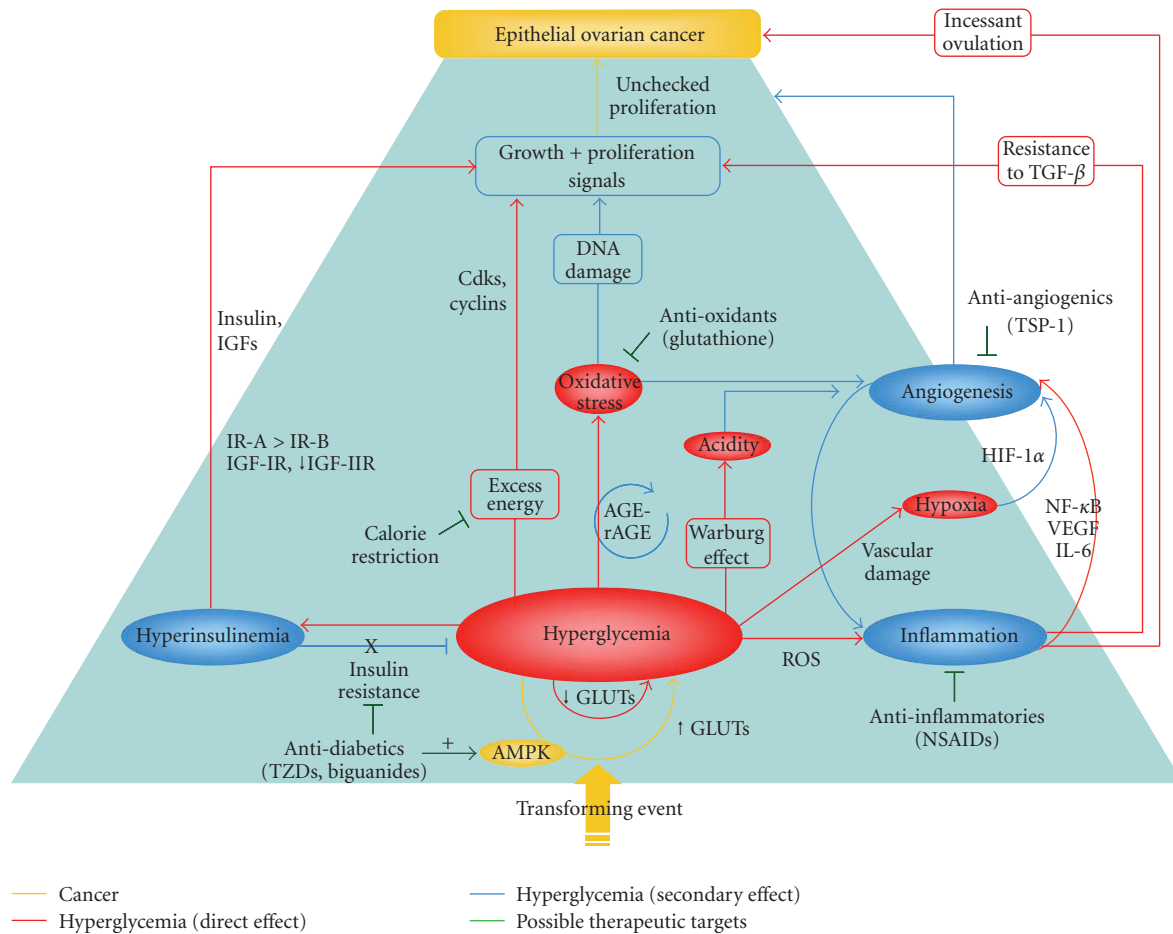 Epithelial ovarian cancer
Incessant
ovulation
Unchecked
proliferation
Growth + proliferation
signals
Resistance
to TGF-β
DNA
damage
Cdks,
cyclins
Insulin,
IGFs
Anti-oxidants
(glutathione)
Anti-angiogenics
(TSP-1)
Oxidative
stress
Angiogenesis
Acidity
IR-A > IR-B
IGF-IR, ↓IGF-IIR
HIF-1α
Excess
energy
AGE-
rAGE
Hypoxia
NF-κB
VEGF
IL-6
Calorie
restriction
Warburg
effect
Vascular
damage
Hyperinsulinemia
Hyperglycemia
Inflammation
X
Insulin
resistance
ROS
↓ GLUTs
↑ GLUTs
Anti-inflammatories
(NSAIDs)
Anti-diabetics
(TZDs, biguanides)
+
AMPK
Transforming event
Cancer
Hyperglycemia (direct effect)
Hyperglycemia (secondary effect)
Possible therapeutic targets